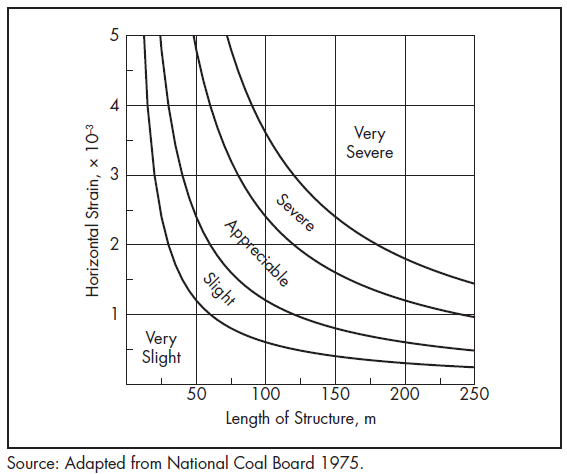 5
4
3
2
1
Horizontal Strain, × 10⁻³
Very
Severe
Severe
Appreciable
Slight
Very
Slight
50 100 150 200 250
Length of Structure, m
Source: Adapted from National Coal Board 1975.